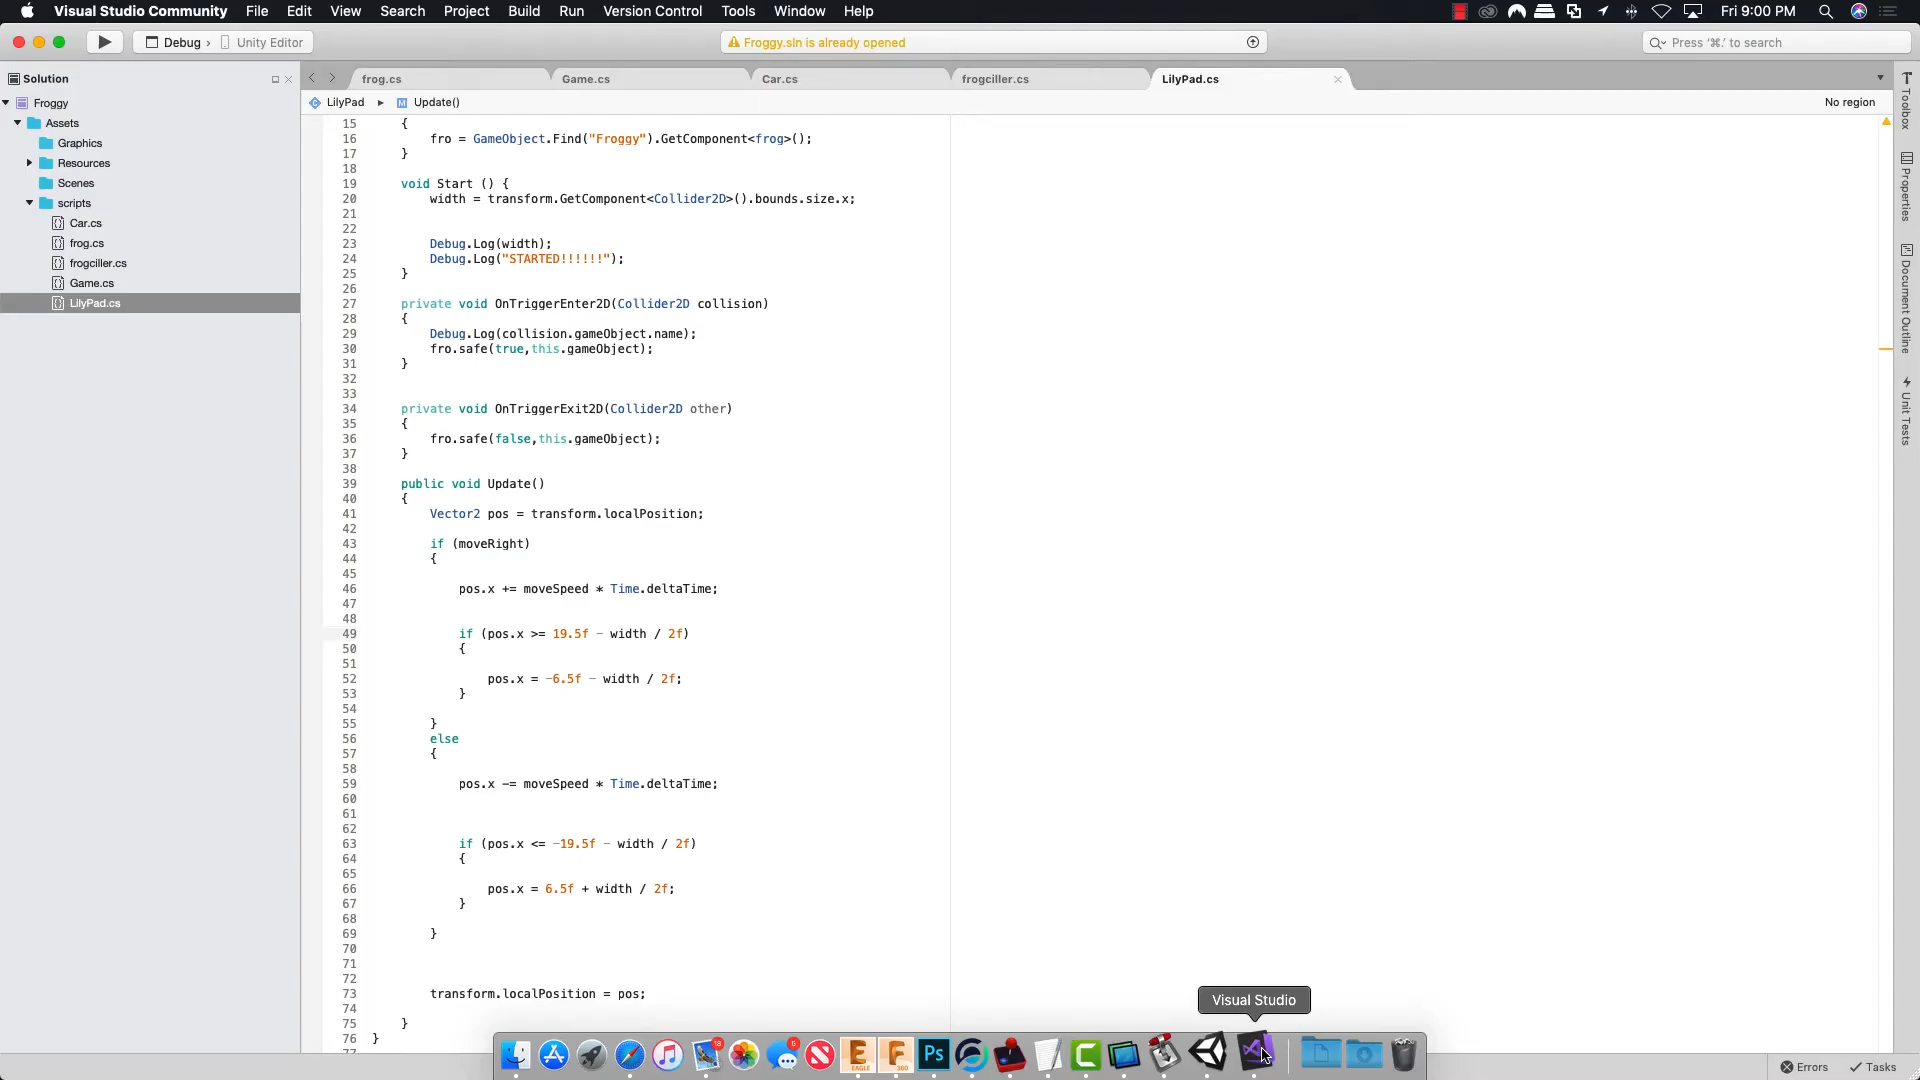 Visual Studio Community File Edit View Search Project Build Run Version Control Tools Window Help Fri 9:00 PM
Debug › Unity Editor Froggy.sln is already opened Press '⌘.' to search
Solution frog.cs Game.cs Car.cs frogciller.cs LilyPad.cs
LilyPad ▸ M Update() No region
Froggy
Assets
Graphics
Resources
Scenes
scripts
Car.cs
frog.cs
frogciller.cs
Game.cs
LilyPad.cs
15 {
16 fro = GameObject.Find("Froggy").GetComponent<frog>();
17 }
18
19 void Start () {
20 width = transform.GetComponent<Collider2D>().bounds.size.x;
21
22
23 Debug.Log(width);
24 Debug.Log("STARTED!!!!!!");
25 }
26
27 private void OnTriggerEnter2D(Collider2D collision)
28 {
29 Debug.Log(collision.gameObject.name);
30 fro.safe(true,this.gameObject);
31 }
32
33
34 private void OnTriggerExit2D(Collider2D other)
35 {
36 fro.safe(false,this.gameObject);
37 }
38
39 public void Update()
40 {
41 Vector2 pos = transform.localPosition;
42
43 if (moveRight)
44 {
45
46 pos.x += moveSpeed * Time.deltaTime;
47
48
49 if (pos.x >= 19.5f - width / 2f)
50 {
51
52 pos.x = -6.5f - width / 2f;
53 }
54
55 }
56 else
57 {
58
59 pos.x -= moveSpeed * Time.deltaTime;
60
61
62
63 if (pos.x <= -19.5f - width / 2f)
64 {
65
66 pos.x = 6.5f + width / 2f;
67 }
68
69 }
70
71
72
73 transform.localPosition = pos;
74
75 }
76 }
Toolbox
Properties
Document Outline
Unit Tests
Visual Studio
18
6
E
EAGLE
F
360
Ps
C
Errors Tasks